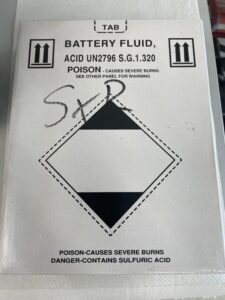 TAB
BATTERY FLUID,
ACID UN2796 S.G.1.320
POISON - CAUSES SEVERE BURNS
SEE OTHER PANEL FOR WARNING
POISON-CAUSES SEVERE BURNS
DANGER-CONTAINS SULFURIC ACID